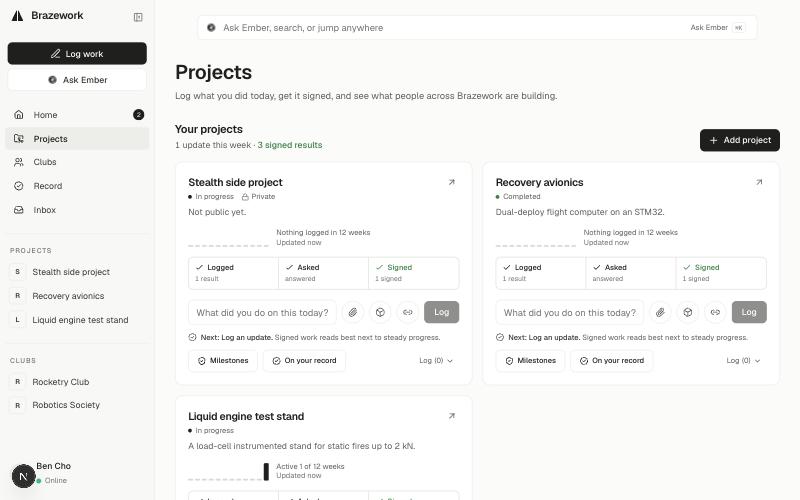 Brazework
Log work
Ask Ember
Home
2
Projects
Clubs
Record
Inbox
PROJECTS
S Stealth side project
R Recovery avionics
L Liquid engine test stand
CLUBS
R Rocketry Club
R Robotics Society
N
Ben Cho
Online
Ask Ember, search, or jump anywhere
Ask Ember ⌘K
Projects
Log what you did today, get it signed, and see what people across Brazework are building.
Your projects
1 update this week · 3 signed results
Add project
Stealth side project
In progress Private
Not public yet.
Nothing logged in 12 weeks
Updated now
Logged
1 result
Asked
answered
Signed
1 signed
What did you do on this today?
Log
Next: Log an update. Signed work reads best next to steady progress.
Milestones
On your record
Log (0)
Recovery avionics
Completed
Dual-deploy flight computer on an STM32.
Nothing logged in 12 weeks
Updated now
Logged
1 result
Asked
answered
Signed
1 signed
What did you do on this today?
Log
Next: Log an update. Signed work reads best next to steady progress.
Milestones
On your record
Log (0)
Liquid engine test stand
In progress
A load-cell instrumented stand for static fires up to 2 kN.
Active 1 of 12 weeks
Updated now